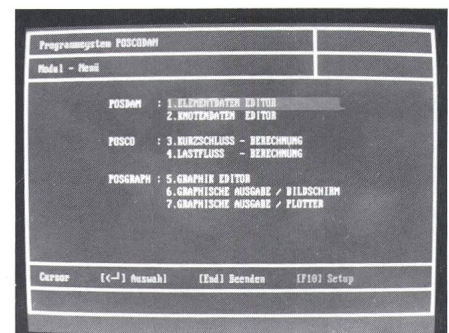 Programmsystem POSCODAM
Modul - Menü
POSDAM : 1.ELEMENTDATEN EDITOR
2.KNOTENDATEN EDITOR
POSCO : 3.KURZSCHLUSS - BERECHNUNG
4.LASTFLUSS - BERECHNUNG
POSGRAPH : 5.GRAPHIK EDITOR
6.GRAPHISCHE AUSGABE / BILDSCHIRM
7.GRAPHISCHE AUSGABE / PLOTTER
Cursor [<┘] Auswahl [End] Beenden [F10] Setup